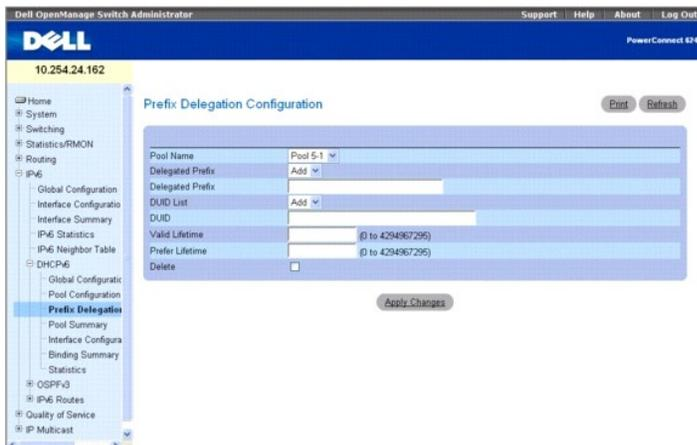 Dell OpenManage Switch Administrator Support Help About Log Out
DELL
PowerConnect 624
10.254.24.162
Home
System
Switching
Statistics/RMON
Routing
IPv6
Global Configuration
Interface Configuratio
Interface Summary
IPv6 Statistics
IPv6 Neighbor Table
DHCPv6
Global Configuratic
Pool Configuration
Prefix Delegation
Pool Summary
Interface Configura
Binding Summary
Statistics
OSPFv3
IPv6 Routes
Quality of Service
IP Multicast
Prefix Delegation Configuration
Print Refresh
Pool Name Pool 5-1
Delegated Prefix Add
Delegated Prefix
DUID List Add
DUID
Valid Lifetime (0 to 4294967295)
Prefer Lifetime (0 to 4294967295)
Delete
Apply Changes